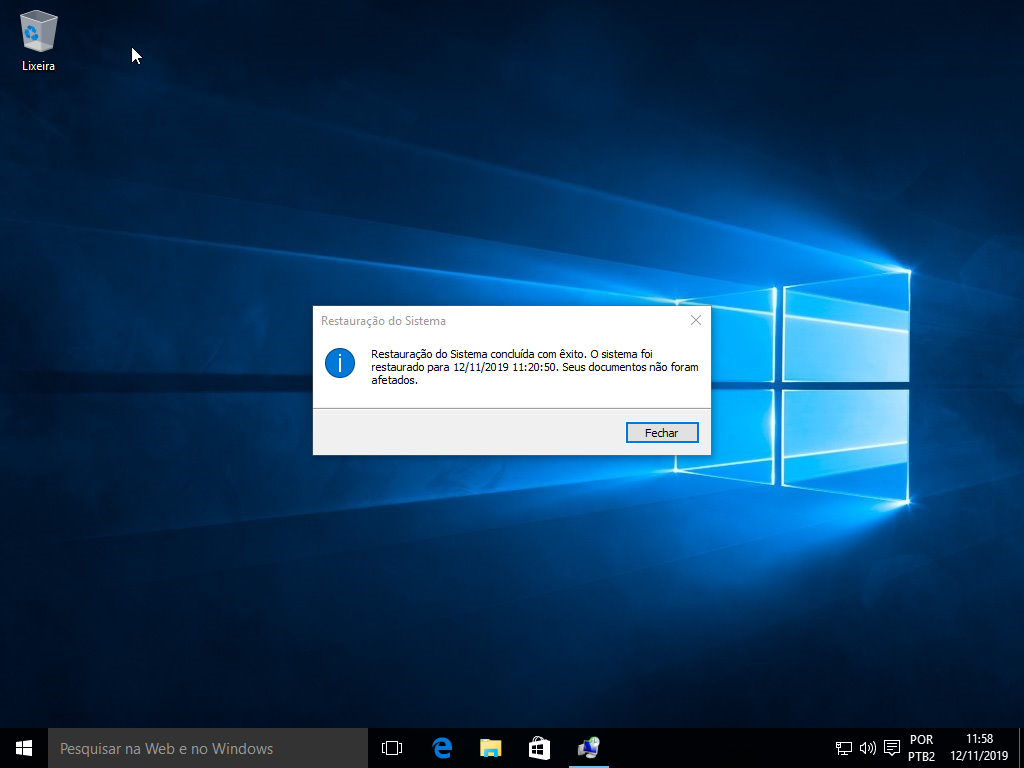 Lixeira
Restauração do Sistema
Restauração do Sistema concluída com êxito. O sistema foi
restaurado para 12/11/2019 11:20:50. Seus documentos não foram
afetados.
Fechar
Pesquisar na Web e no Windows
POR
PTB2
11:58
12/11/2019